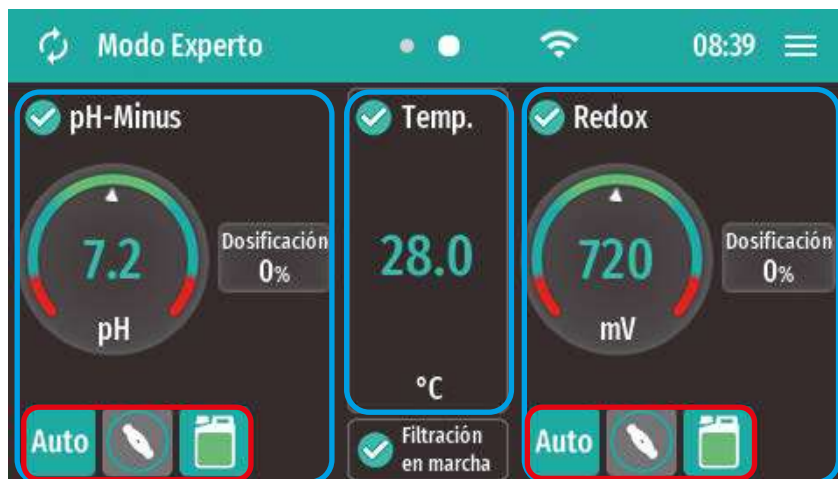 Modo Experto
08:39
pH-Minus
7.2
pH
Dosificación
0%
Auto
Temp.
28.0
°C
Filtración
en marcha
Redox
720
mV
Dosificación
0%
Auto